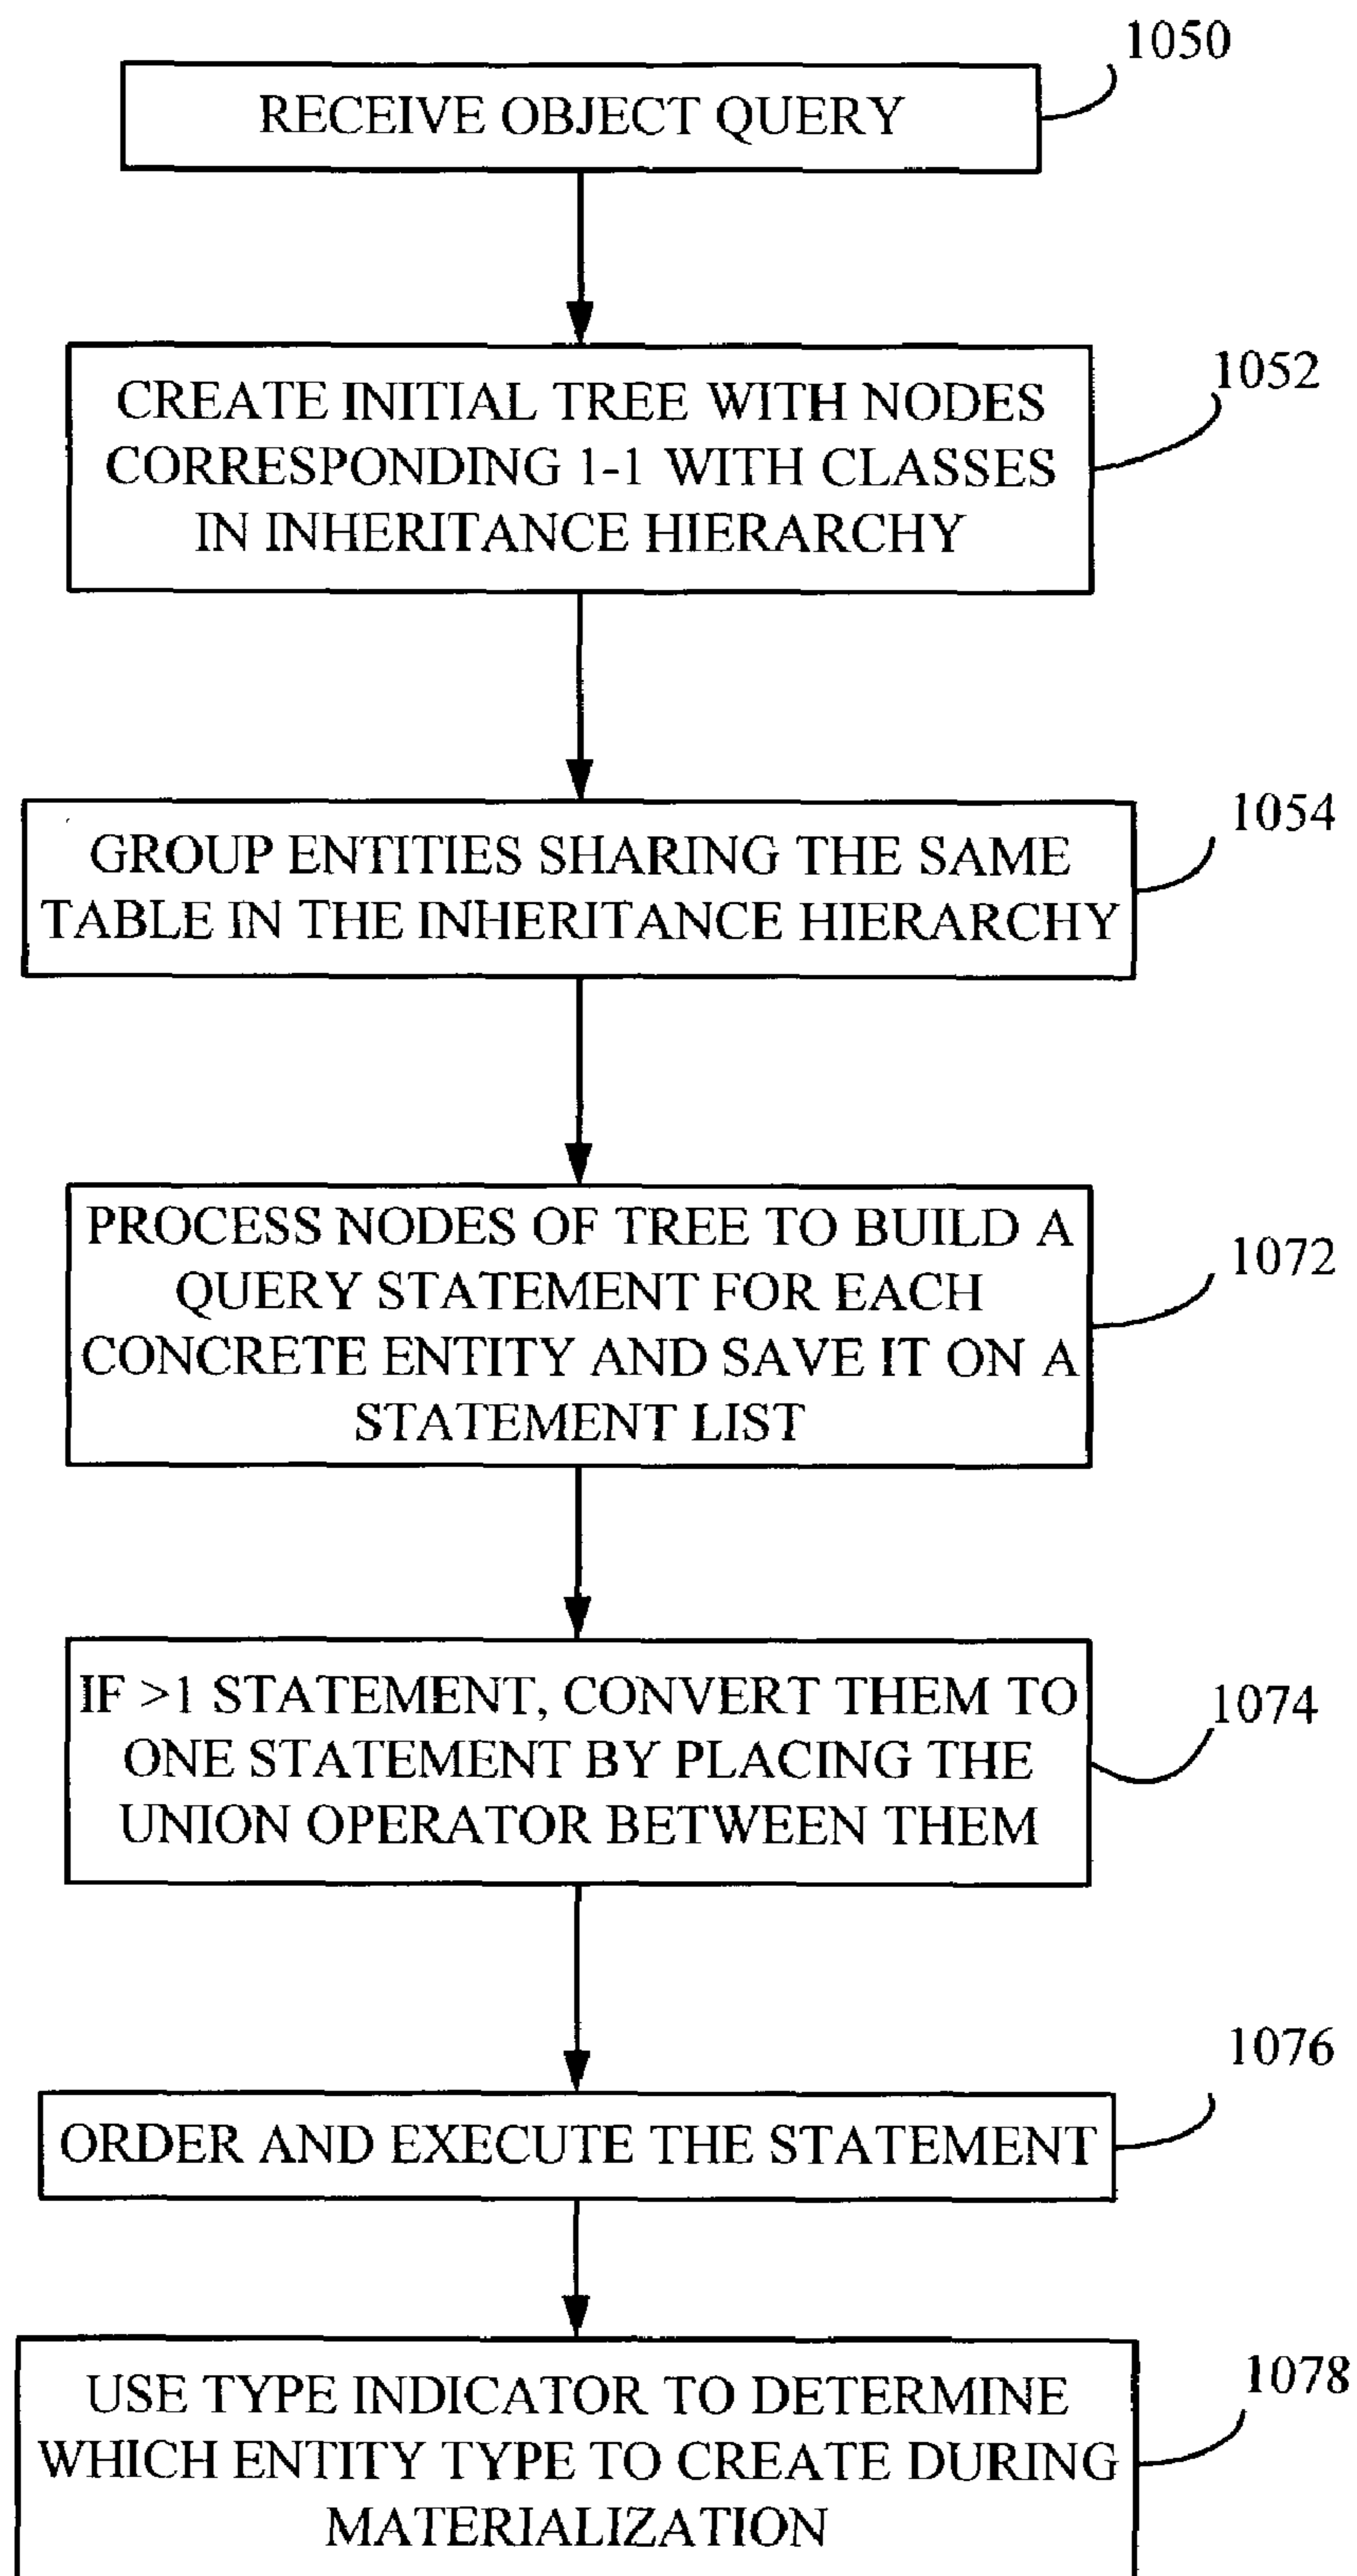 1050
RECEIVE OBJECT QUERY
1052
CREATE INITIAL TREE WITH NODES
CORRESPONDING 1-1 WITH CLASSES
IN INHERITANCE HIERARCHY
1054
GROUP ENTITIES SHARING THE SAME
TABLE IN THE INHERITANCE HIERARCHY
1072
PROCESS NODES OF TREE TO BUILD A
QUERY STATEMENT FOR EACH
CONCRETE ENTITY AND SAVE IT ON A
STATEMENT LIST
1074
IF >1 STATEMENT, CONVERT THEM TO
ONE STATEMENT BY PLACING THE
UNION OPERATOR BETWEEN THEM
1076
ORDER AND EXECUTE THE STATEMENT
1078
USE TYPE INDICATOR TO DETERMINE
WHICH ENTITY TYPE TO CREATE DURING
MATERIALIZATION